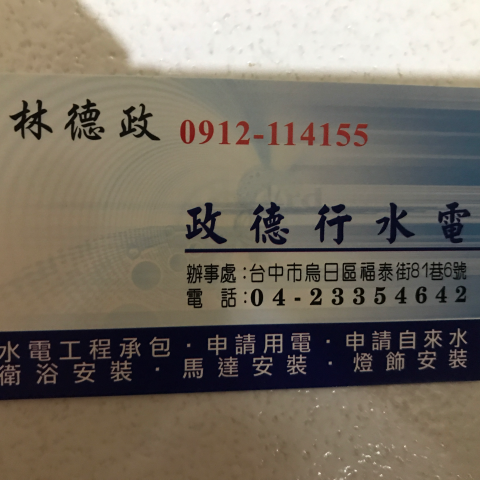 林德政 0912-114155
政德行水電
辦事處:台中市烏日區福泰街81巷6號
電話:04-23354642
水電工程承包·申請用電·申請自來水
衛浴安裝·馬達安裝·燈飾安裝